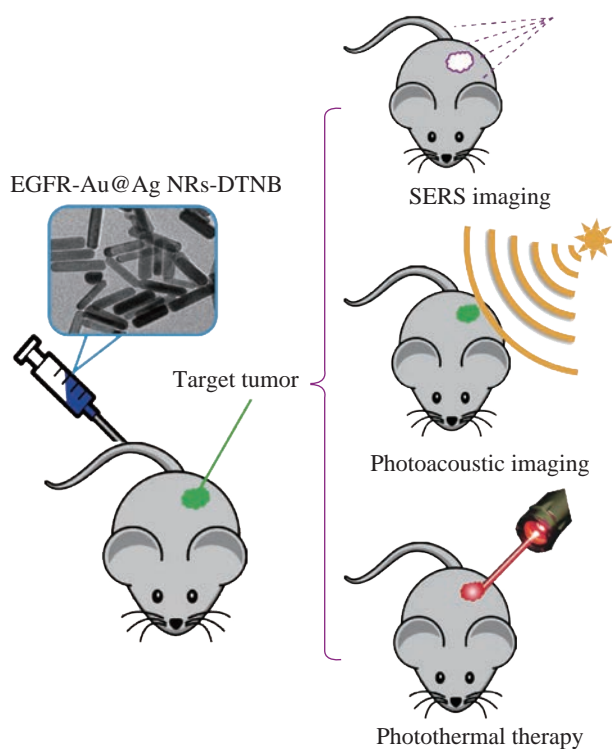 EGFR-Au@Ag NRs-DTNB
Target tumor
SERS imaging
Photoacoustic imaging
Photothermal therapy